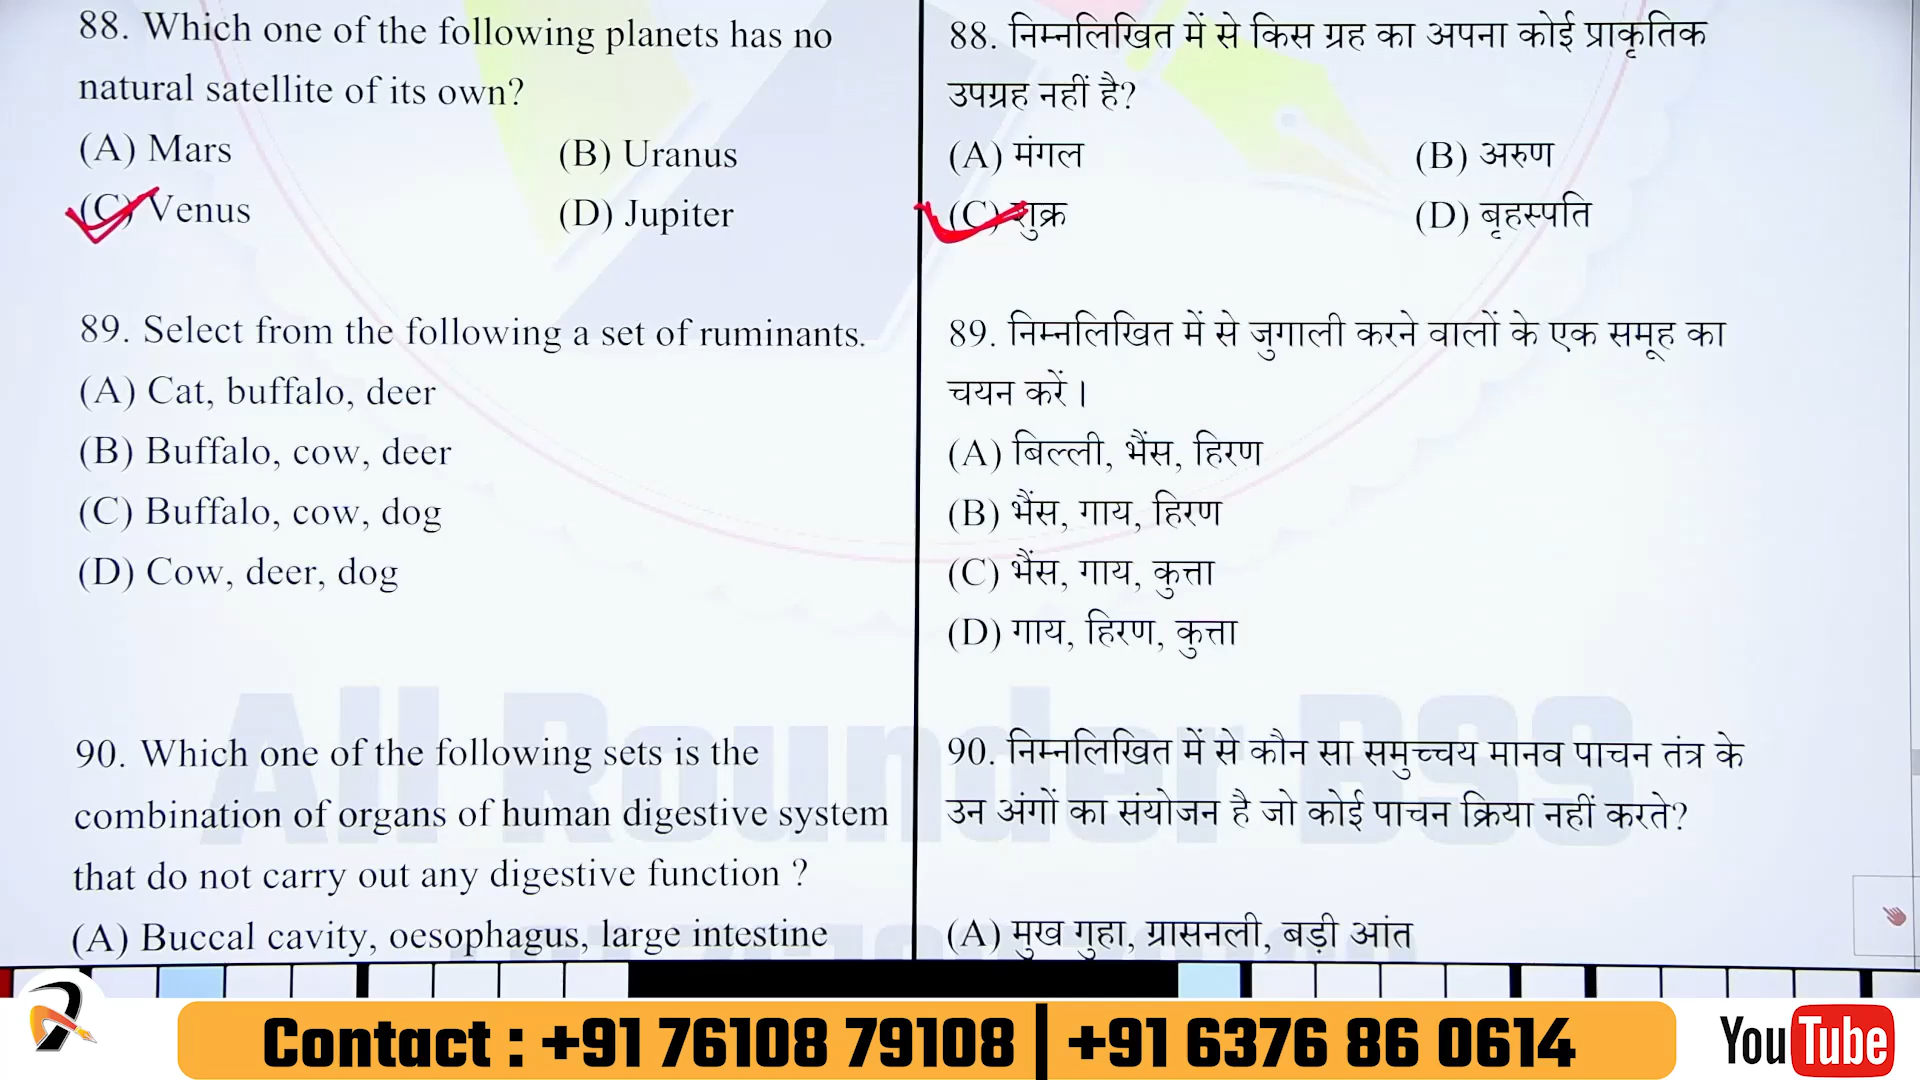 88. Which one of the following planets has no
natural satellite of its own?
(A) Mars (B) Uranus
(C) Venus (D) Jupiter
89. Select from the following a set of ruminants.
(A) Cat, buffalo, deer
(B) Buffalo, cow, deer
(C) Buffalo, cow, dog
(D) Cow, deer, dog
90. Which one of the following sets is the
combination of organs of human digestive system
that do not carry out any digestive function ?
(A) Buccal cavity, oesophagus, large intestine
88. निम्नलिखित में से किस ग्रह का अपना कोई प्राकृतिक
उपग्रह नहीं है?
(A) मंगल (B) अरुण
(C) शुक्र (D) बृहस्पति
89. निम्नलिखित में से जुगाली करने वालों के एक समूह का
चयन करें।
(A) बिल्ली, भैंस, हिरण
(B) भैंस, गाय, हिरण
(C) भैंस, गाय, कुत्ता
(D) गाय, हिरण, कुत्ता
90. निम्नलिखित में से कौन सा समुच्चय मानव पाचन तंत्र के
उन अंगों का संयोजन है जो कोई पाचन क्रिया नहीं करते?
(A) मुख गुहा, ग्रासनली, बड़ी आंत
All Rounder BSS
Contact : +91 76108 79108 | +91 6376 86 0614
YouTube